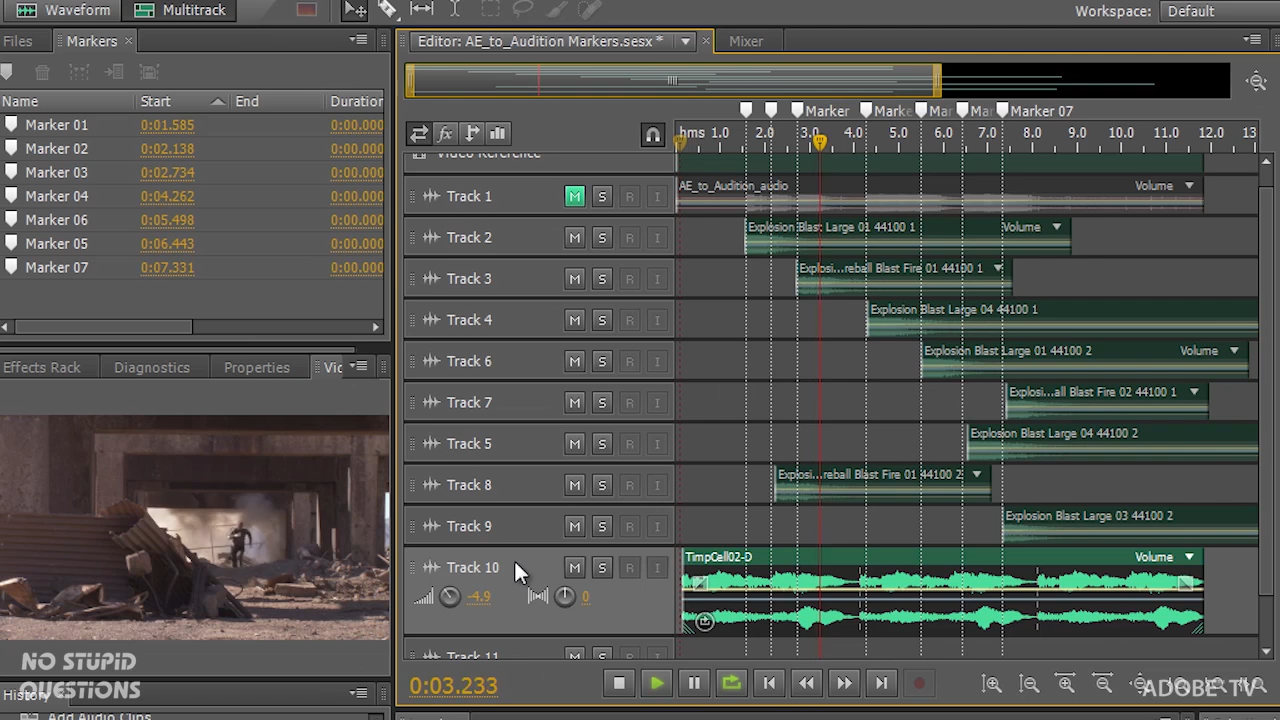 Waveform Multitrack Workspace: Default
Files Markers × Editor: AE_to_Audition Markers.sesx * × Mixer
Name Start End Duration
Marker 01 0:01.585 0:00.000
Marker 02 0:02.138 0:00.000
Marker 03 0:02.734 0:00.000
Marker 04 0:04.262 0:00.000
Marker 06 0:05.498 0:00.000
Marker 05 0:06.443 0:00.000
Marker 07 0:07.331 0:00.000
Marker Marke Mar Mar Marker 07
fx hms 1.0 2.0 3.0 4.0 5.0 6.0 7.0 8.0 9.0 10.0 11.0 12.0 13
Video Reference
Track 1 M S R I AE_to_Audition_audio Volume
Track 2 M S R I Explosion Blast Large 01 44100 1 Volume
Track 3 M S R I Explosi...reball Blast Fire 01 44100 1
Track 4 M S R I Explosion Blast Large 04 44100 1
Track 6 M S R I Explosion Blast Large 01 44100 2 Volume
Track 7 M S R I Explosi...all Blast Fire 02 44100 1
Track 5 M S R I Explosion Blast Large 04 44100 2
Track 8 M S R I Explosi...reball Blast Fire 01 44100 2
Track 9 M S R I Explosion Blast Large 03 44100 2
Track 10 M S R I TimpCell02-D Volume
-4.9 0
Track 11 M S
Effects Rack Diagnostics Properties Vid
NO STUPID
QUESTIONS
History
Add Audio Clips
0:03.233
ADOBE TV